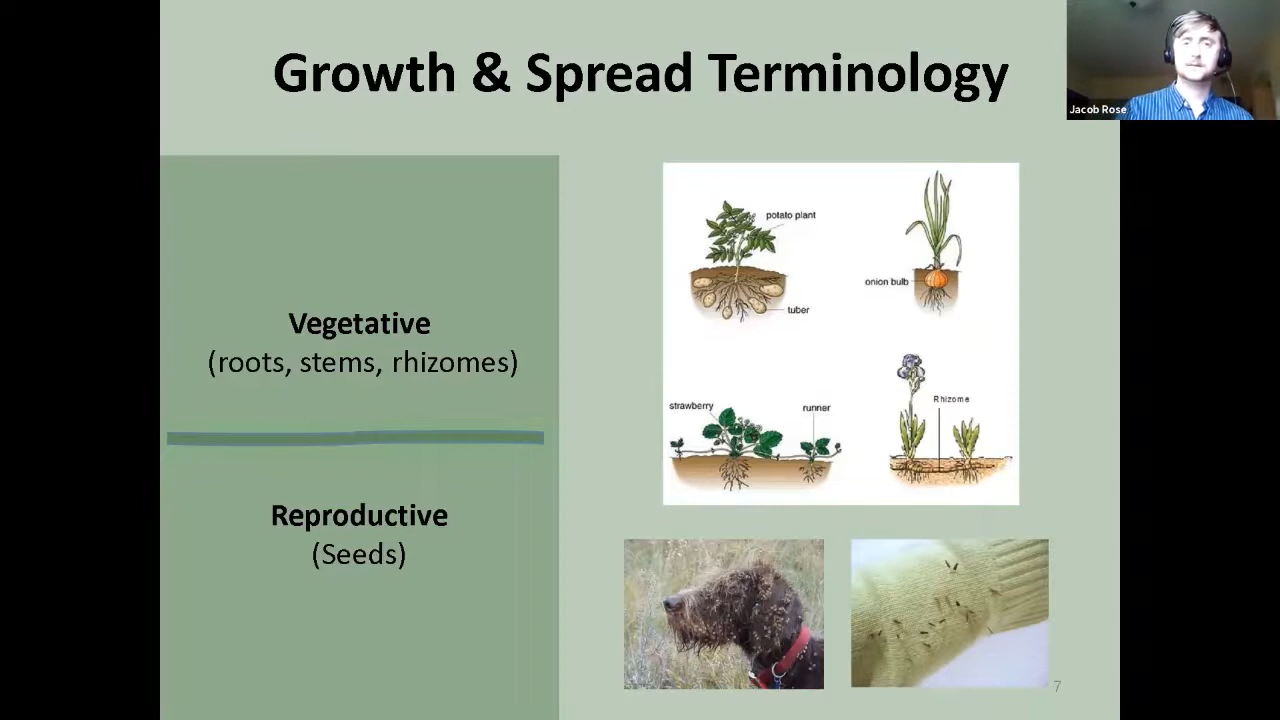 Growth & Spread Terminology
Jacob Rose
Vegetative
(roots, stems, rhizomes)
Reproductive
(Seeds)
potato plant
tuber
onion bulb
strawberry
runner
Rhizome
7